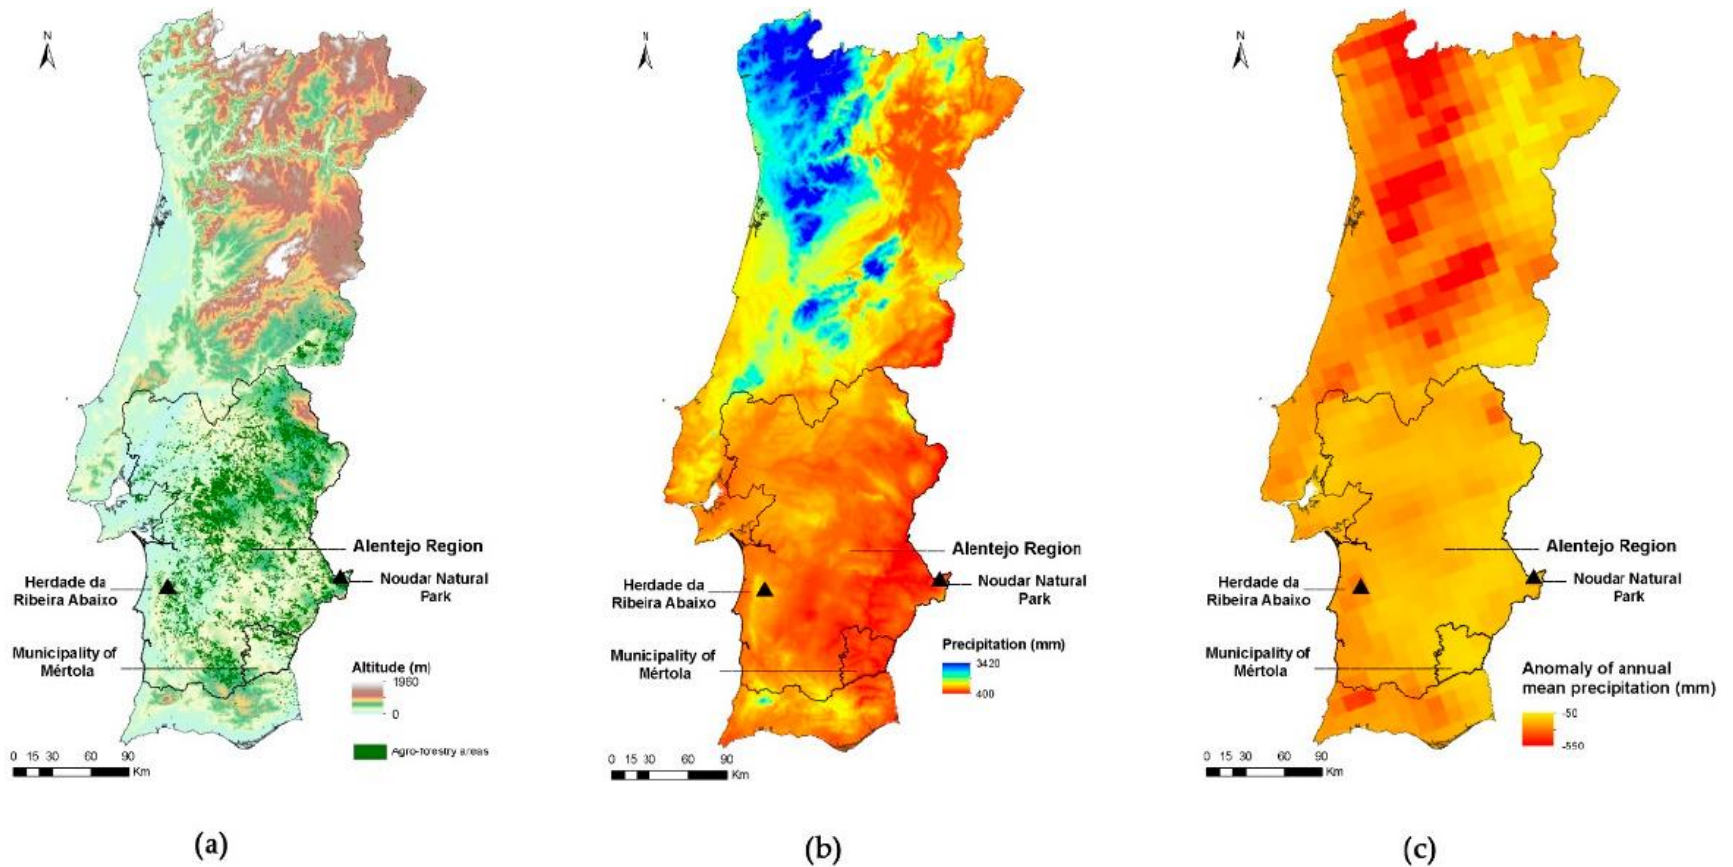 N
Alentejo Region
Herdade da
Ribeira Abaixo
Noudar Natural
Park
Municipality of
Mértola
Altitude (m)
1960
0
Agro-forestry areas
0 15 30 60 90
Km
(a)
N
Alentejo Region
Herdade da
Ribeira Abaixo
Noudar Natural
Park
Municipality of
Mértola
Precipitation (mm)
3420
400
0 15 30 60 90
Km
(b)
N
Alentejo Region
Herdade da
Ribeira Abaixo
Noudar Natural
Park
Municipality of
Mértola
Anomaly of annual
mean precipitation (mm)
-50
-550
0 15 30 60 90
Km
(c)